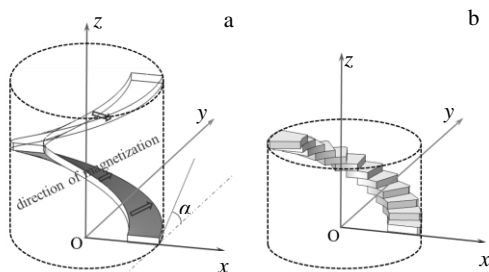 a
z
y
direction of magnetization
α
O
x
b
z
y
O
x